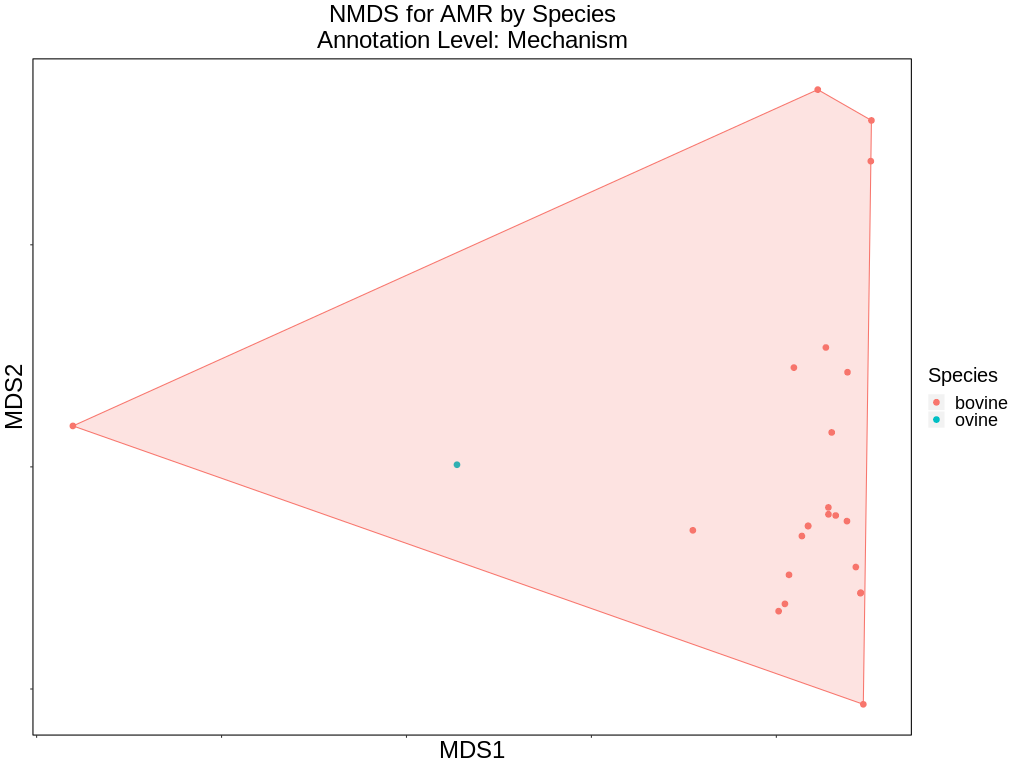 NMDS for AMR by Species
Annotation Level: Mechanism
MDS2
Species
bovine
ovine
MDS1